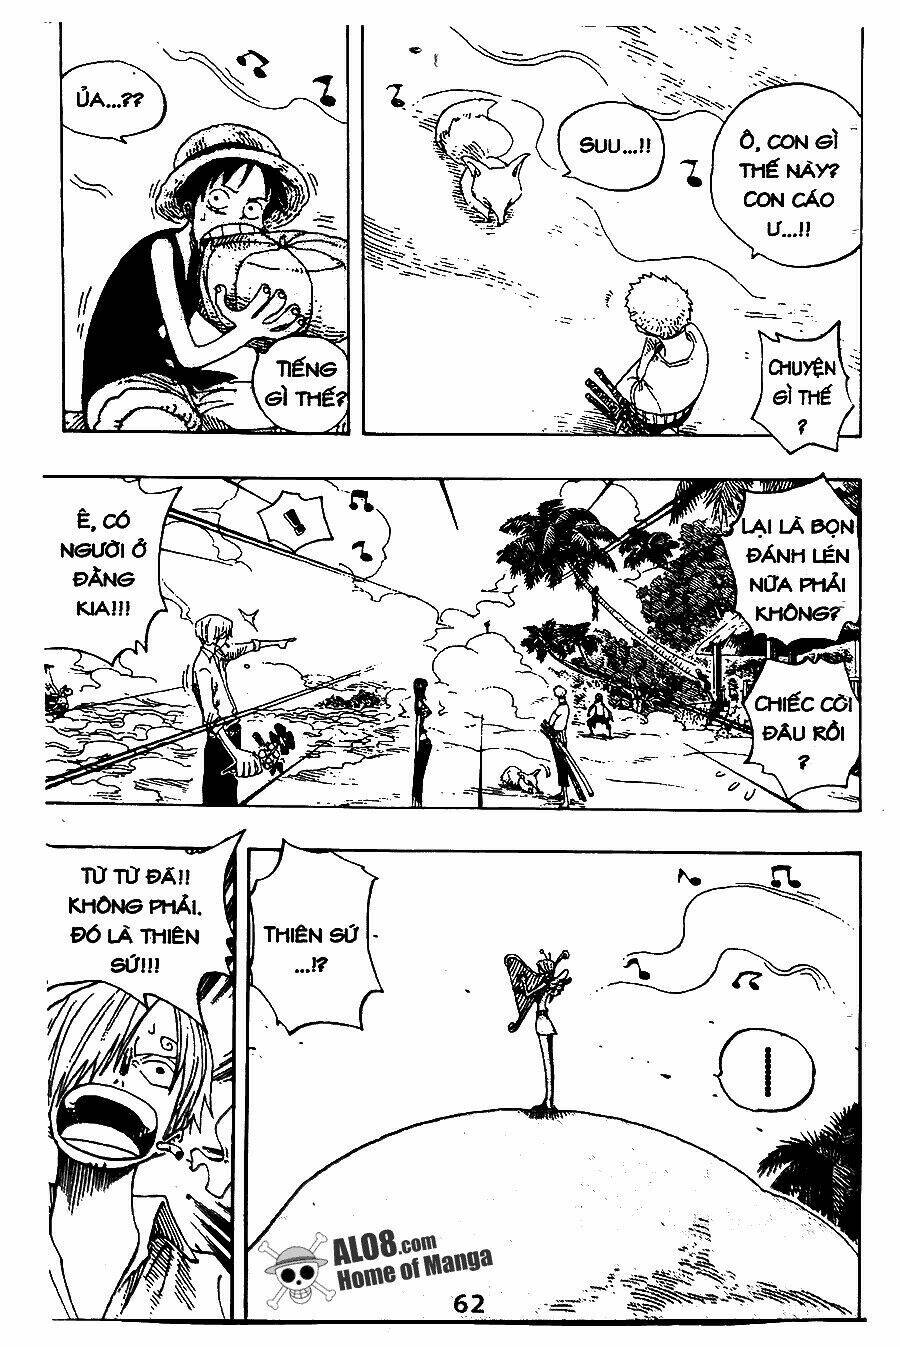 Ô, CON GÌ
THẾ NÀY?
CON CÁO
Ư...!!
SUU...!!
CHUYỆN
GÌ THẾ
?
ỦA...??
TIẾNG
GÌ THẾ?
LẠI LÀ BỌN
ĐÁNH LÉN
NỮA PHẢI
KHÔNG?
CHIẾC CÒI
ĐÂU RỒI
?
!!
Ê, CÓ
NGƯỜI Ở
ĐẰNG
KIA!!!
THIÊN SỨ
...!?
TỪ TỪ ĐÃ!!
KHÔNG PHẢI.
ĐÓ LÀ THIÊN
SỨ!!!
ALO8.com
Home of Manga
62